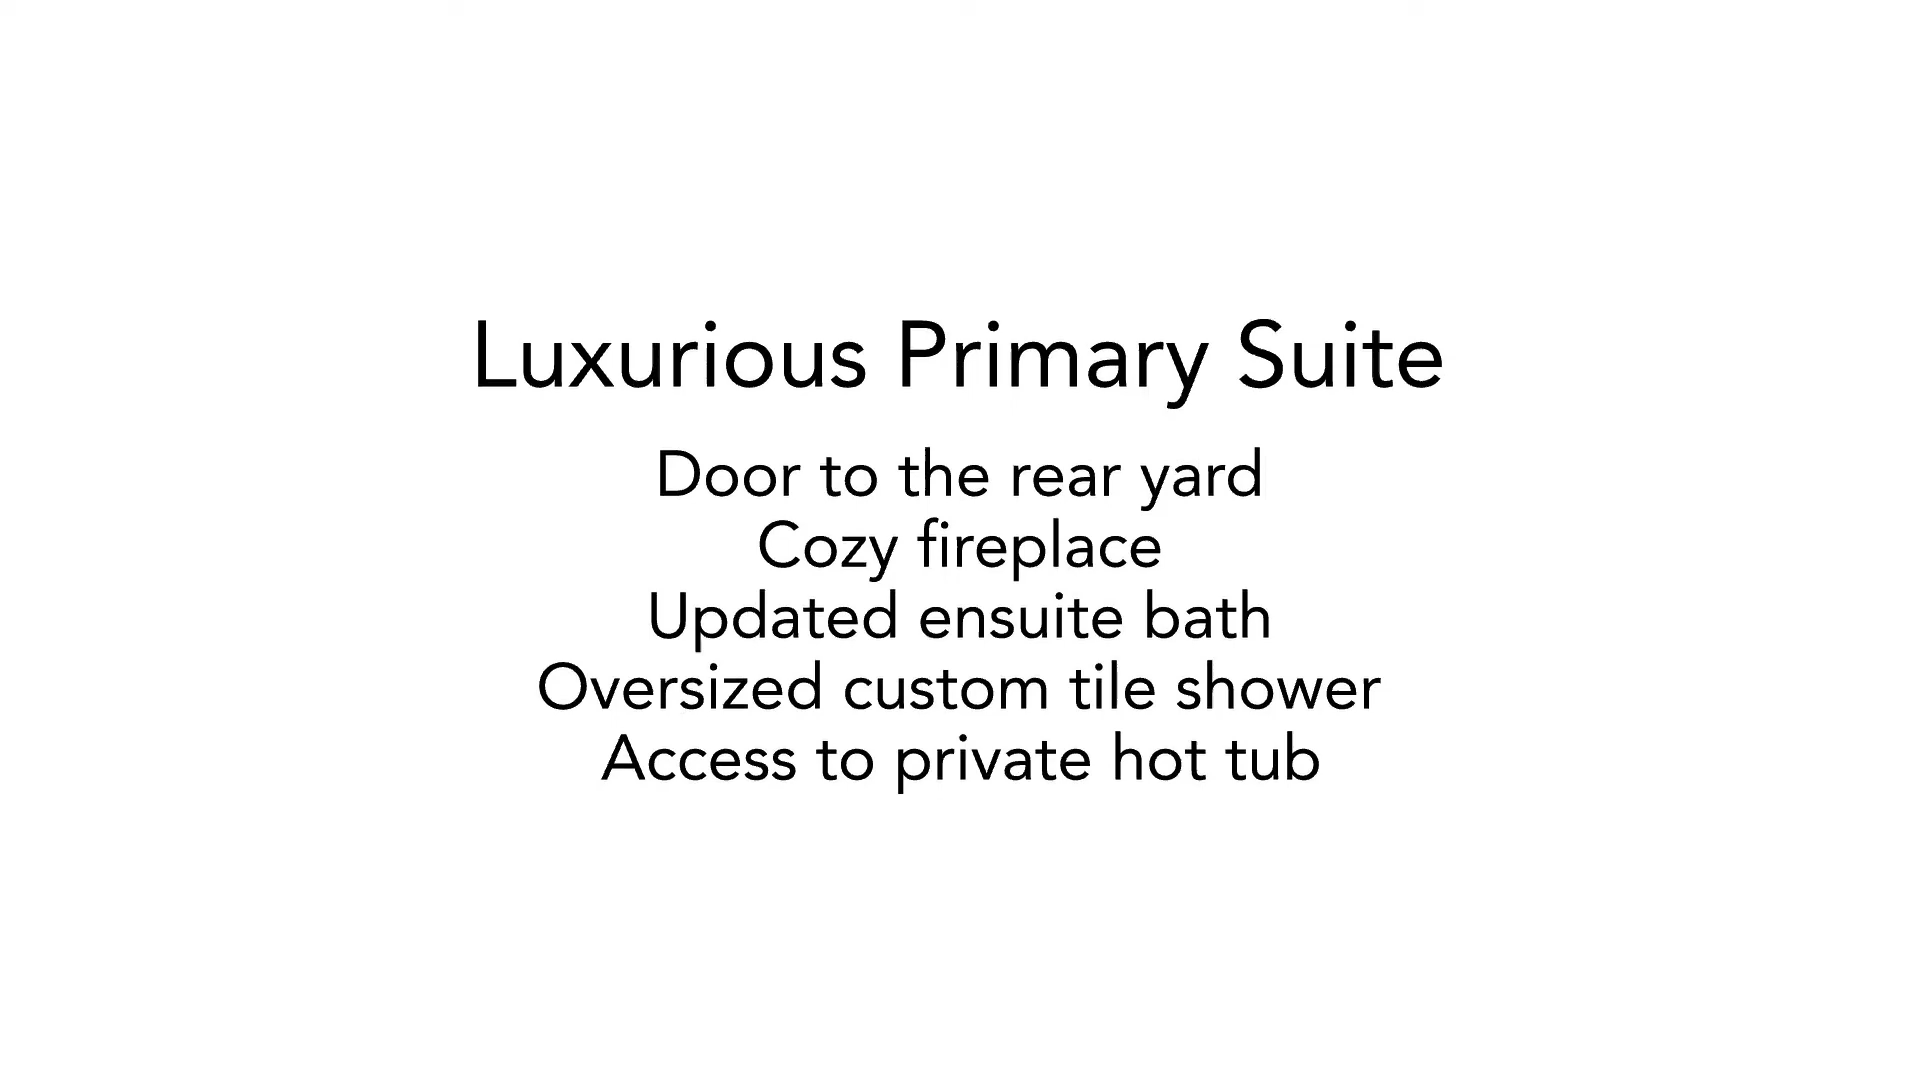 Luxurious Primary Suite
Door to the rear yard
Cozy fireplace
Updated ensuite bath
Oversized custom tile shower
Access to private hot tub